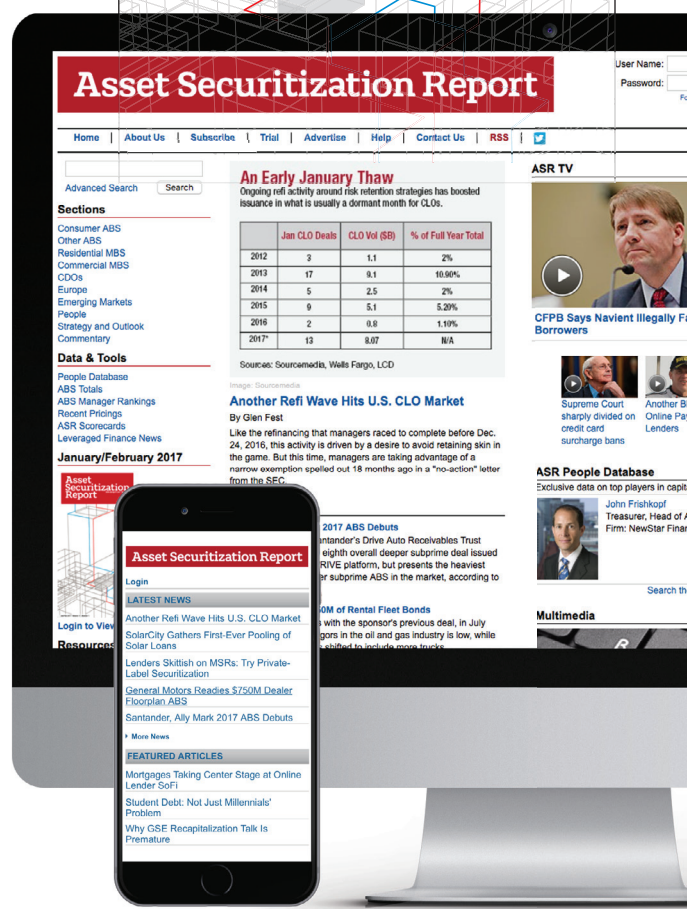 Asset Securitization Report
User Name:
Password:
Home | About Us | Subscribe | Trial | Advertise | Help | Contact Us | RSS |
Advanced Search
Search
Sections
Consumer ABS
Other ABS
Residential MBS
Commercial MBS
CDOs
Europe
Emerging Markets
People
Strategy and Outlook
Commentary
Data & Tools
People Database
ABS Totals
ABS Manager Rankings
Recent Pricings
ASR Scorecards
Leveraged Finance News
January/February 2017
Asset
Securitization
Report
Login to View
Resources
An Early January Thaw
Ongoing refi activity around risk retention strategies has boosted
issuance in what is usually a dormant month for CLOs.
Jan CLO Deals CLO Vol ($B) % of Full Year Total
2012 3 1.1 2%
2013 17 9.1 10.90%
2014 5 2.5 2%
2015 9 5.1 5.20%
2016 2 0.8 1.10%
2017* 13 8.07 N/A
Sources: Sourcemedia, Wells Fargo, LCD
Image: Sourcemedia
Another Refi Wave Hits U.S. CLO Market
By Glen Fest
Like the refinancing that managers raced to complete before Dec.
24, 2016, this activity is driven by a desire to avoid retaining skin in
the game. But this time, managers are taking advantage of a
narrow exemption spelled out 18 months ago in a "no-action" letter
from the SEC.
2017 ABS Debuts
antander's Drive Auto Receivables Trust
eighth overall deeper subprime deal issued
RIVE platform, but presents the heaviest
er subprime ABS in the market, according to
0M of Rental Fleet Bonds
with the sponsor's previous deal, in July
gors in the oil and gas industry is low, while
shifted to include more trucks.
ASR TV
CFPB Says Navient Illegally Fa
Borrowers
Supreme Court
sharply divided on
credit card
surcharge bans
Another B
Online Pay
Lenders
ASR People Database
Exclusive data on top players in capit
John Frishkopf
Treasurer, Head of A
Firm: NewStar Finan
Search th
Multimedia
Asset Securitization Report
Login
LATEST NEWS
Another Refi Wave Hits U.S. CLO Market
SolarCity Gathers First-Ever Pooling of
Solar Loans
Lenders Skittish on MSRs: Try Private-
Label Securitization
General Motors Readies $750M Dealer
Floorplan ABS
Santander, Ally Mark 2017 ABS Debuts
More News
FEATURED ARTICLES
Mortgages Taking Center Stage at Online
Lender SoFi
Student Debt: Not Just Millennials'
Problem
Why GSE Recapitalization Talk Is
Premature